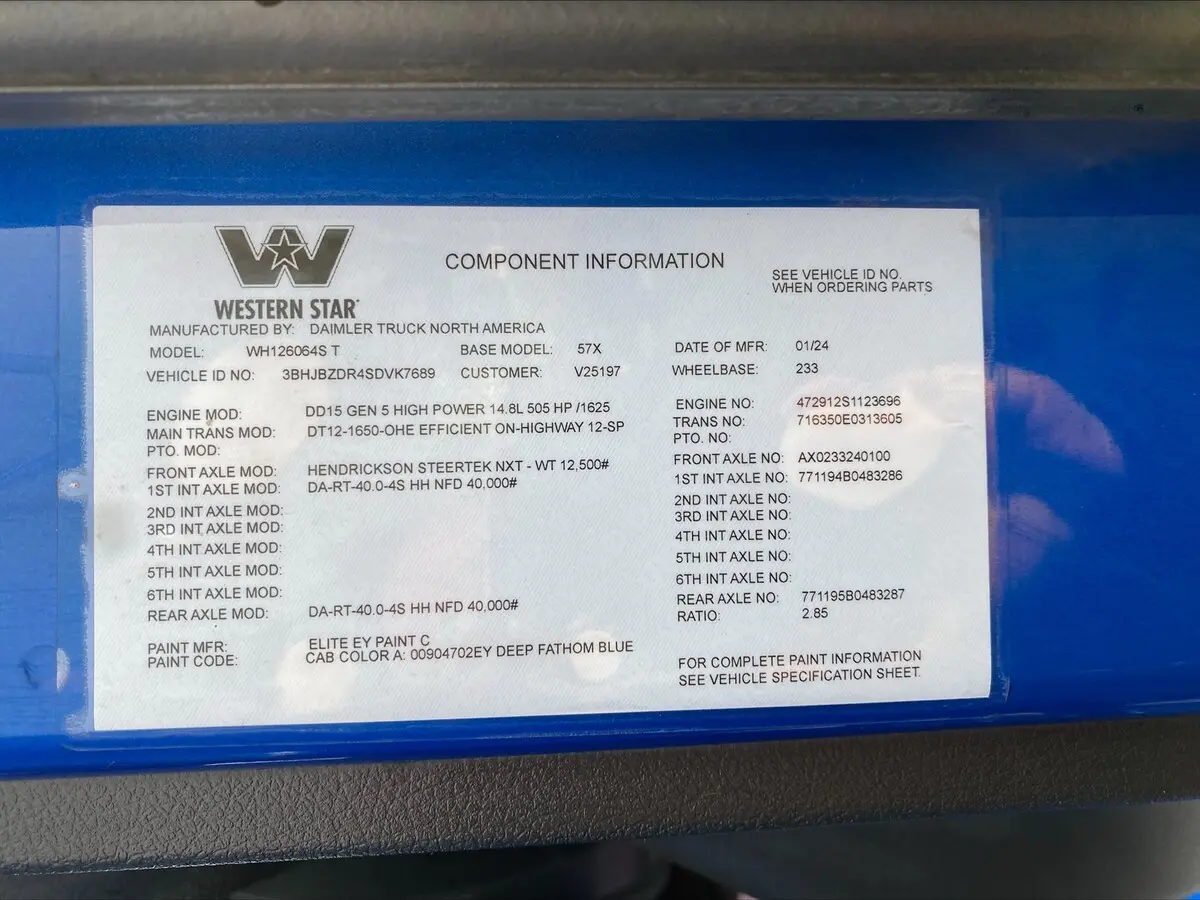 WESTERN STAR
COMPONENT INFORMATION
SEE VEHICLE ID NO.
WHEN ORDERING PARTS
MANUFACTURED BY: DAIMLER TRUCK NORTH AMERICA
MODEL: WH126064S T BASE MODEL: 57X DATE OF MFR: 01/24
VEHICLE ID NO: 3BHJBZDR4SDVK7689 CUSTOMER: V25197 WHEELBASE: 233
ENGINE MOD: DD15 GEN 5 HIGH POWER 14.8L 505 HP /1625 ENGINE NO: 472912S1123696
MAIN TRANS MOD: DT12-1650-OHE EFFICIENT ON-HIGHWAY 12-SP TRANS NO: 716350E0313605
PTO. MOD: PTO. NO:
FRONT AXLE MOD: HENDRICKSON STEERTEK NXT - WT 12,500# FRONT AXLE NO: AX0233240100
1ST INT AXLE MOD: DA-RT-40.0-4S HH NFD 40,000# 1ST INT AXLE NO: 771194B0483286
2ND INT AXLE MOD: 2ND INT AXLE NO:
3RD INT AXLE MOD: 3RD INT AXLE NO:
4TH INT AXLE MOD: 4TH INT AXLE NO:
5TH INT AXLE MOD: 5TH INT AXLE NO:
6TH INT AXLE MOD: 6TH INT AXLE NO:
REAR AXLE MOD: DA-RT-40.0-4S HH NFD 40,000# REAR AXLE NO: 771195B0483287
RATIO: 2.85
PAINT MFR: ELITE EY PAINT C
PAINT CODE: CAB COLOR A: 00904702EY DEEP FATHOM BLUE
FOR COMPLETE PAINT INFORMATION
SEE VEHICLE SPECIFICATION SHEET.